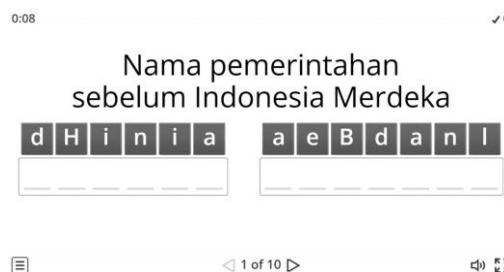 0:08
Nama pemerintahan
sebelum Indonesia Merdeka
d H i n i a a e B d a n l
1 of 10